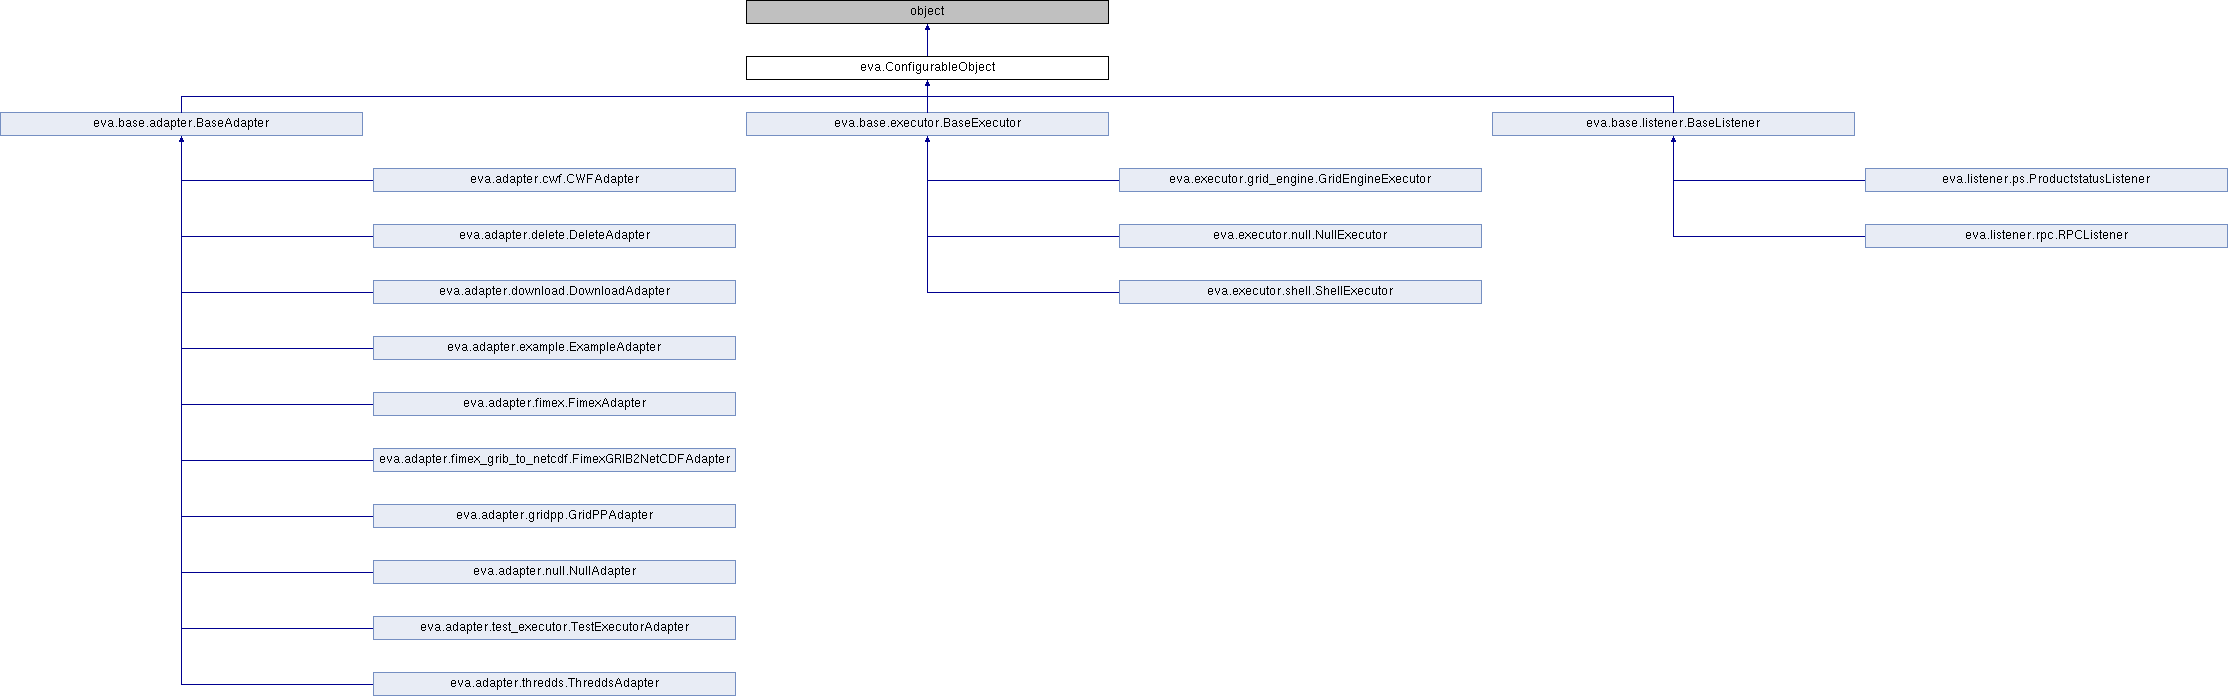 object
eva.ConfigurableObject
eva.base.adapter.BaseAdapter
eva.base.executor.BaseExecutor
eva.base.listener.BaseListener
eva.adapter.cwf.CWFAdapter
eva.executor.grid_engine.GridEngineExecutor
eva.listener.ps.ProductstatusListener
eva.adapter.delete.DeleteAdapter
eva.executor.null.NullExecutor
eva.listener.rpc.RPCListener
eva.adapter.download.DownloadAdapter
eva.executor.shell.ShellExecutor
eva.adapter.example.ExampleAdapter
eva.adapter.fimex.FimexAdapter
eva.adapter.fimex_grib_to_netcdf.FimexGRIB2NetCDFAdapter
eva.adapter.gridpp.GridPPAdapter
eva.adapter.null.NullAdapter
eva.adapter.test_executor.TestExecutorAdapter
eva.adapter.thredds.ThreddsAdapter